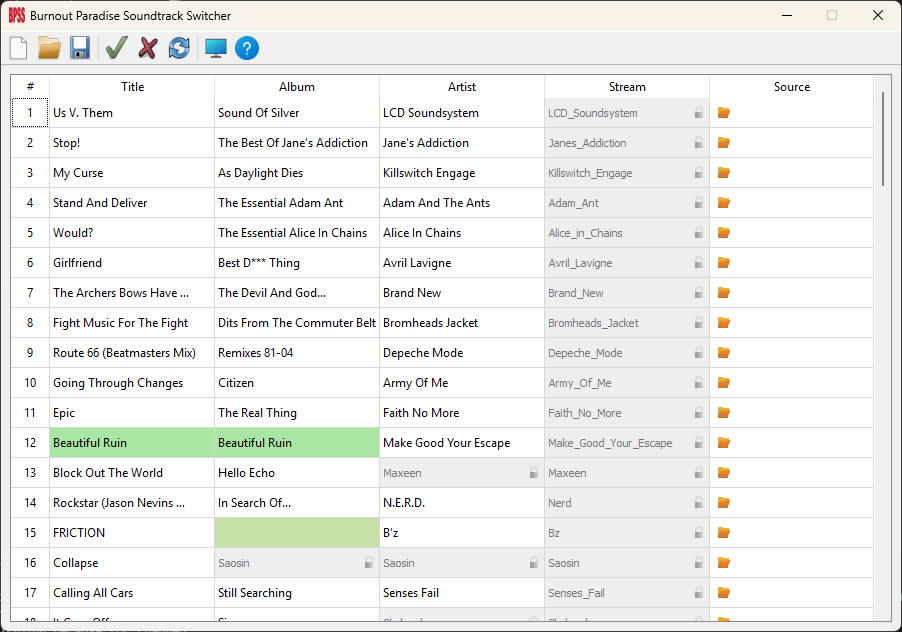 BPSS Burnout Paradise Soundtrack Switcher
?
# Title Album Artist Stream Source
1 Us V. Them Sound Of Silver LCD Soundsystem LCD_Soundsystem
2 Stop! The Best Of Jane's Addiction Jane's Addiction Janes_Addiction
3 My Curse As Daylight Dies Killswitch Engage Killswitch_Engage
4 Stand And Deliver The Essential Adam Ant Adam And The Ants Adam_Ant
5 Would? The Essential Alice In Chains Alice In Chains Alice_in_Chains
6 Girlfriend Best D*** Thing Avril Lavigne Avril_Lavigne
7 The Archers Bows Have ... The Devil And God... Brand New Brand_New
8 Fight Music For The Fight Dits From The Commuter Belt Bromheads Jacket Bromheads_Jacket
9 Route 66 (Beatmasters Mix) Remixes 81-04 Depeche Mode Depeche_Mode
10 Going Through Changes Citizen Army Of Me Army_Of_Me
11 Epic The Real Thing Faith No More Faith_No_More
12 Beautiful Ruin Beautiful Ruin Make Good Your Escape Make_Good_Your_Escape
13 Block Out The World Hello Echo Maxeen Maxeen
14 Rockstar (Jason Nevins ... In Search Of... N.E.R.D. Nerd
15 FRICTION B'z Bz
16 Collapse Saosin Saosin Saosin
17 Calling All Cars Still Searching Senses Fail Senses_Fail
18